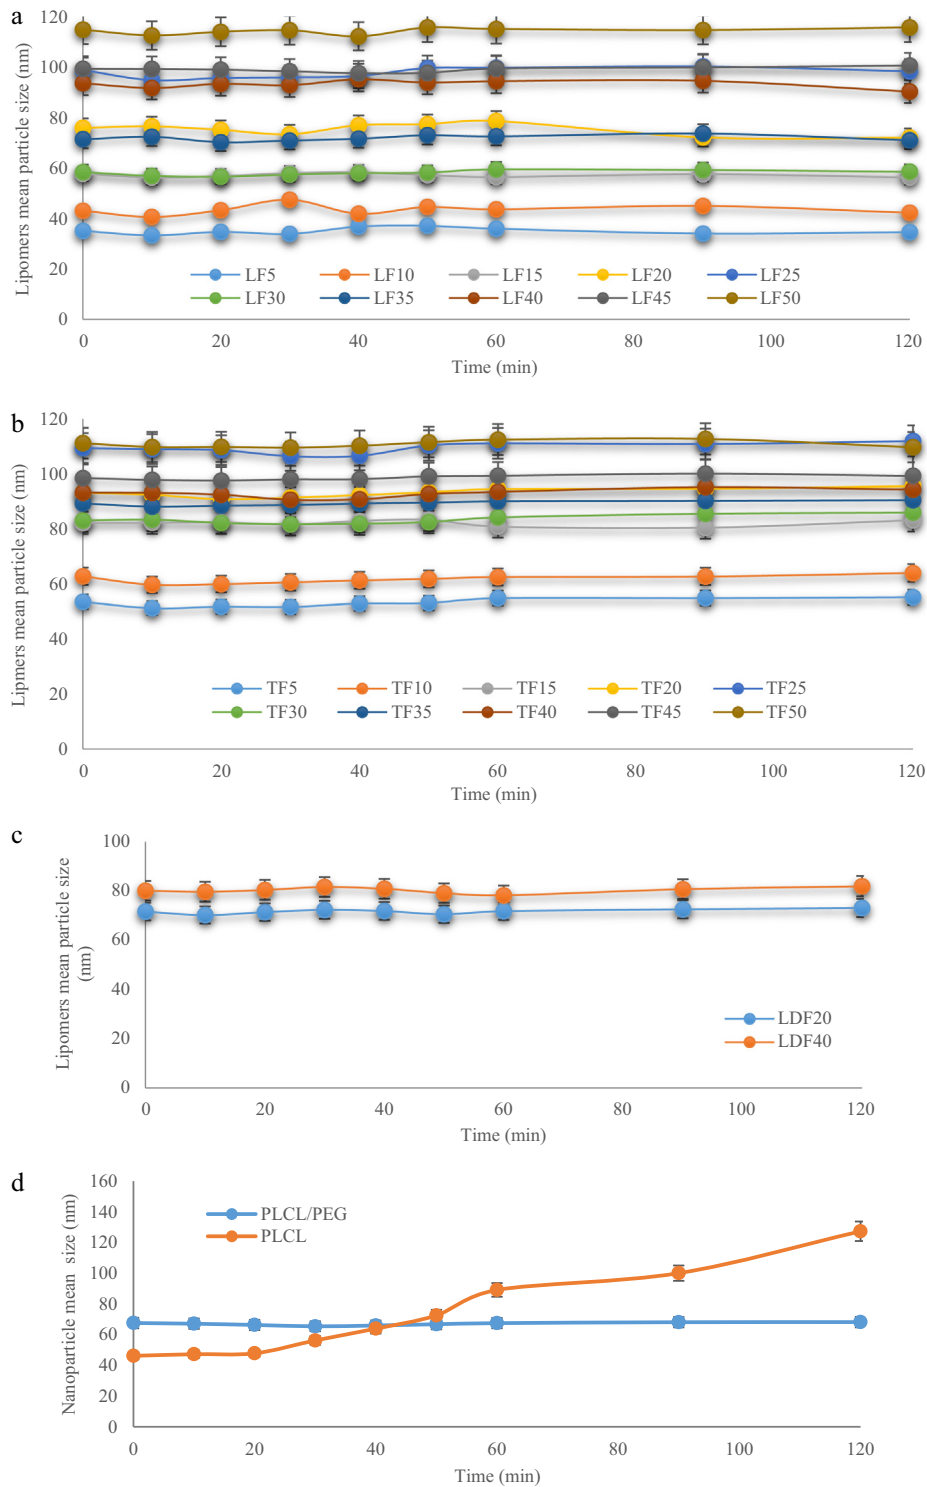 a
Lipomers mean particle size (nm)
120
100
80
60
40
20
0
LF5 LF10 LF15 LF20 LF25
LF30 LF35 LF40 LF45 LF50
0 20 40 60 80 100 120
Time (min)
b
Lipmers mean particle size (nm)
120
100
80
60
40
20
0
TF5 TF10 TF15 TF20 TF25
TF30 TF35 TF40 TF45 TF50
0 20 40 60 80 100 120
Time (min)
c
Lipomers mean particle size
(nm)
100
80
60
40
20
0
LDF20
LDF40
0 20 40 60 80 100 120
Time (min)
d
Nanoparticle mean size (nm)
160
140
120
100
80
60
40
20
0
PLCL/PEG
PLCL
0 20 40 60 80 100 120
Time (min)